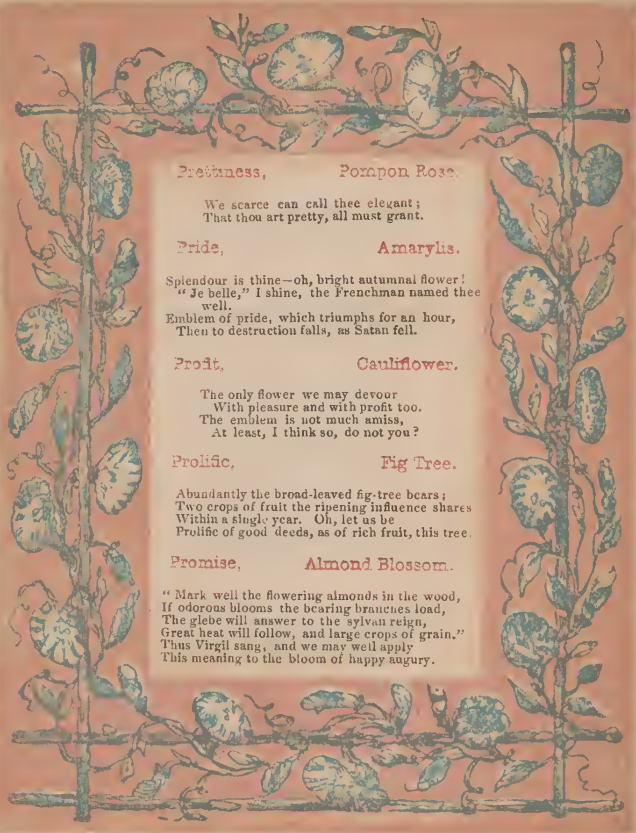 Prettiness, Pompon Rose.
We scarce can call thee elegant;
That thou art pretty, all must grant.
Pride, Amarylis.
Splendour is thine—oh, bright autumnal flower!
"Je belle," I shine, the Frenchman named thee
well.
Emblem of pride, which triumphs for an hour,
Then to destruction falls, as Satan fell.
Profit, Cauliflower.
The only flower we may devour
With pleasure and with profit too.
The emblem is not much amiss,
At least, I think so, do not you?
Prolific, Fig Tree.
Abundantly the broad-leaved fig-tree bears;
Two crops of fruit the ripening influence shares
Within a single year. Oh, let us be
Prolific of good deeds, as of rich fruit, this tree.
Promise, Almond Blossom.
"Mark well the flowering almonds in the wood,
If odorous blooms the bearing branches load,
The glebe will answer to the sylvan reign,
Great heat will follow, and large crops of grain."
Thus Virgil sang, and we may well apply
This meaning to the bloom of happy augury.